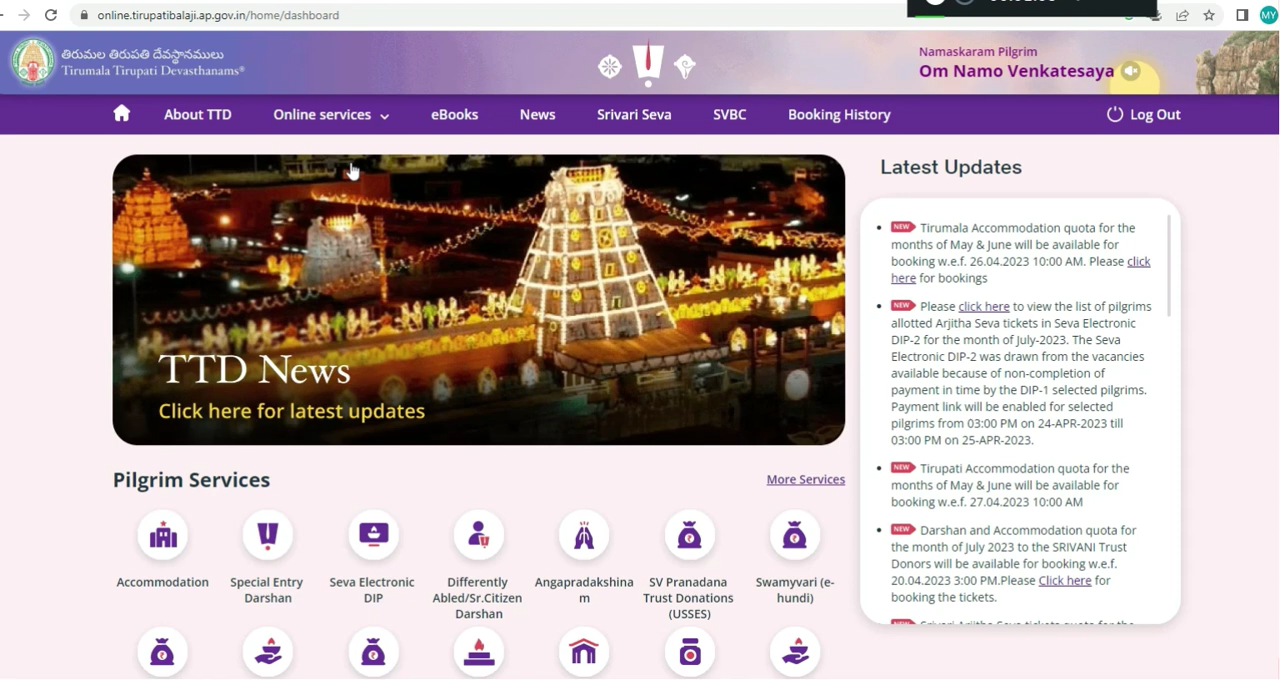 online.tirupatibalaji.ap.gov.in/home/dashboard
MY
తిరుమల తిరుపతి దేవస్థానములు
Tirumala Tirupati Devasthanams®
Namaskaram Pilgrim
Om Namo Venkatesaya
About TTD
Online services
eBooks
News
Srivari Seva
SVBC
Booking History
Log Out
TTD News
Click here for latest updates
Latest Updates
NEW Tirumala Accommodation quota for the
months of May & June will be available for
booking w.e.f. 26.04.2023 10:00 AM. Please click
here for bookings
NEW Please click here to view the list of pilgrims
allotted Arjitha Seva tickets in Seva Electronic
DIP-2 for the month of July-2023. The Seva
Electronic DIP-2 was drawn from the vacancies
available because of non-completion of
payment in time by the DIP-1 selected pilgrims.
Payment link will be enabled for selected
pilgrims from 03:00 PM on 24-APR-2023 till
03:00 PM on 25-APR-2023.
NEW Tirupati Accommodation quota for the
months of May & June will be available for
booking w.e.f. 27.04.2023 10:00 AM
NEW Darshan and Accommodation quota for
the month of July 2023 to the SRIVANI Trust
Donors will be available for booking w.e.f.
20.04.2023 3:00 PM.Please Click here for
booking the tickets.
Pilgrim Services
More Services
Accommodation
Special Entry
Darshan
Seva Electronic
DIP
Differently
Abled/Sr.Citizen
Darshan
Angapradakshina
m
SV Pranadana
Trust Donations
(USSES)
Swamyvari (e-
hundi)